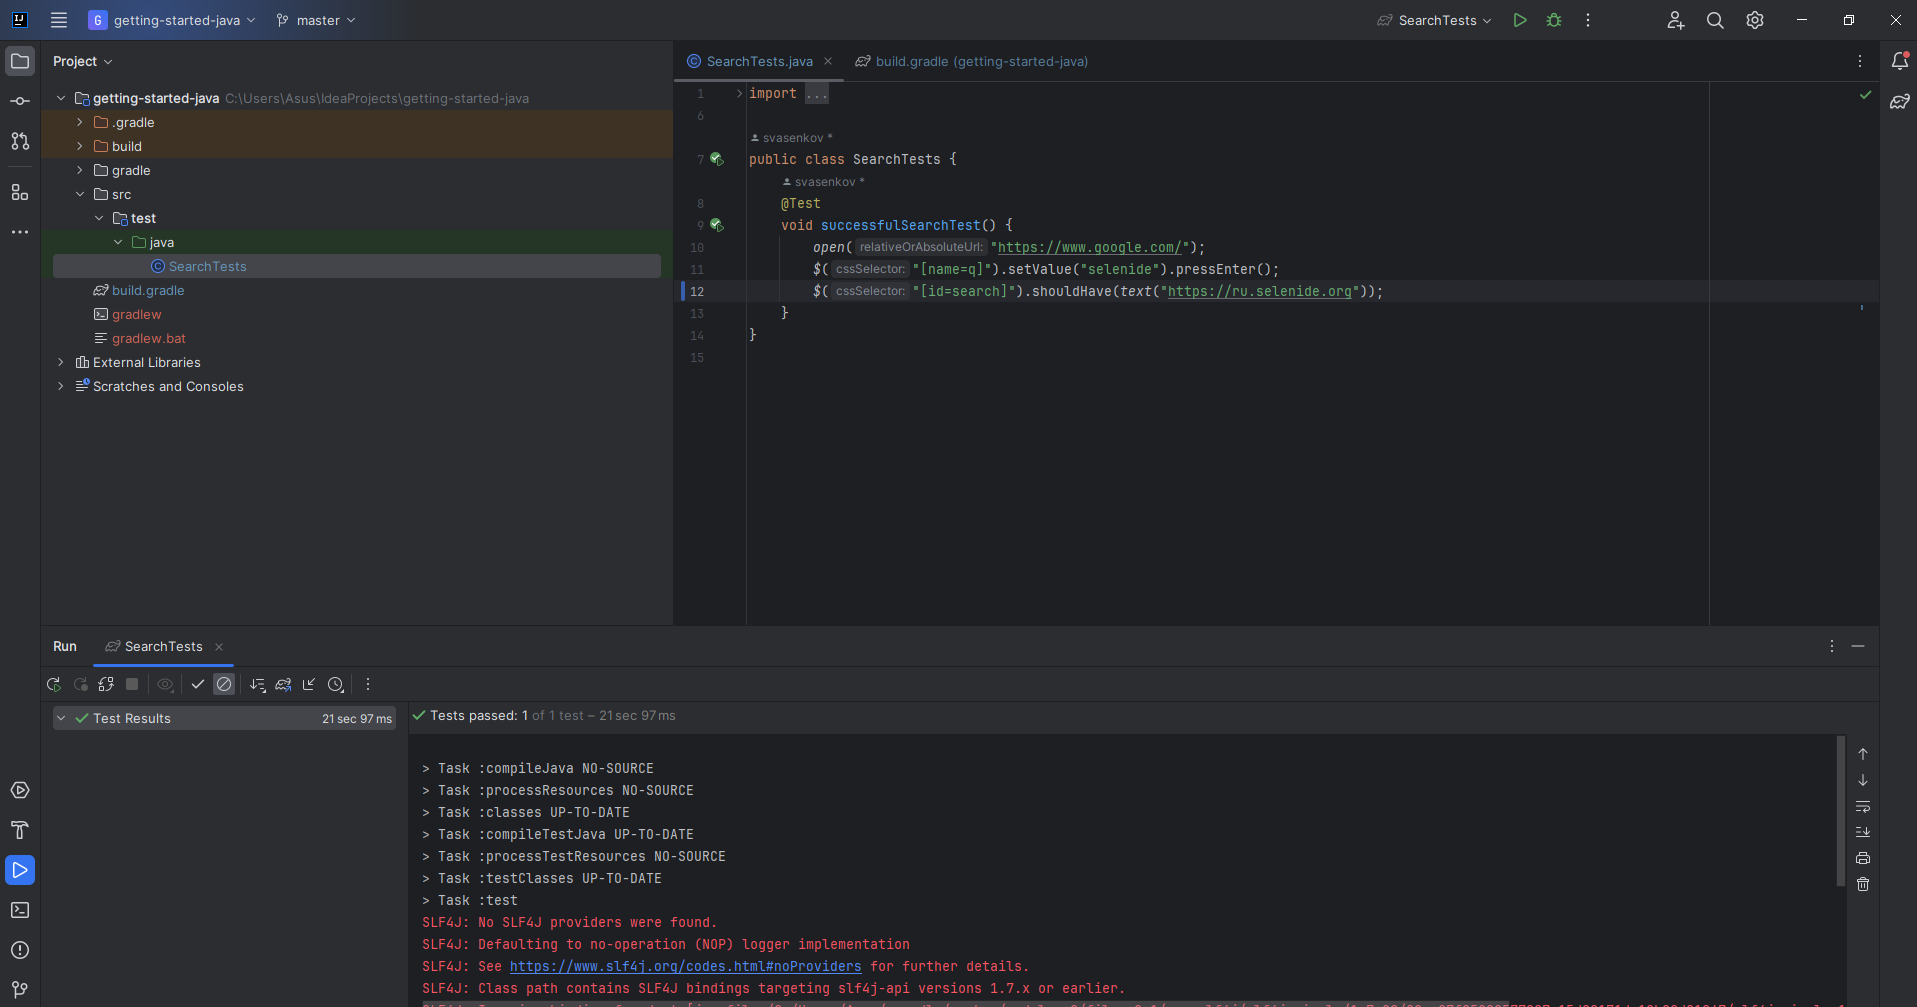 getting-started-java
master
SearchTests
Project
getting-started-java C:\Users\Asus\IdeaProjects\getting-started-java
.gradle
build
gradle
src
test
java
SearchTests
build.gradle
gradlew
gradlew.bat
External Libraries
Scratches and Consoles
SearchTests.java
build.gradle (getting-started-java)
1 import ...
6
svasenkov *
7 public class SearchTests {
svasenkov *
8 @Test
9 void successfulSearchTest() {
10 open( relativeOrAbsoluteUrl: "https://www.google.com/");
11 $( cssSelector: "[name=q]").setValue("selenide").pressEnter();
12 $( cssSelector: "[id=search]").shouldHave(text("https://ru.selenide.org"));
13 }
14 }
15
Run
SearchTests
Test Results 21 sec 97 ms
Tests passed: 1 of 1 test – 21 sec 97 ms
> Task :compileJava NO-SOURCE
> Task :processResources NO-SOURCE
> Task :classes UP-TO-DATE
> Task :compileTestJava UP-TO-DATE
> Task :processTestResources NO-SOURCE
> Task :testClasses UP-TO-DATE
> Task :test
SLF4J: No SLF4J providers were found.
SLF4J: Defaulting to no-operation (NOP) logger implementation
SLF4J: See https://www.slf4j.org/codes.html#noProviders for further details.
SLF4J: Class path contains SLF4J bindings targeting slf4j-api versions 1.7.x or earlier.